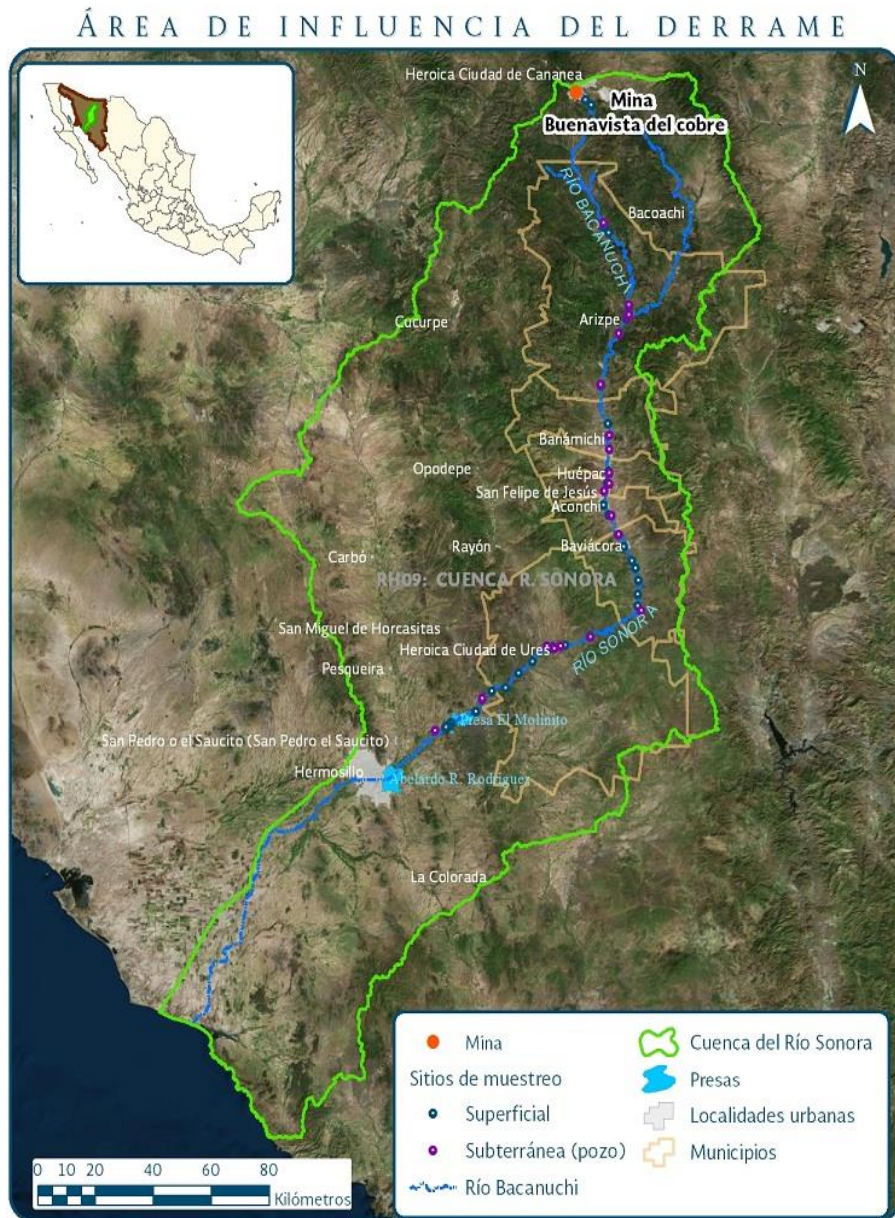 ÁREA DE INFLUENCIA DEL DERRAME
Heroica Ciudad de Cananea
Mina
Buenavista del cobre
N
RÍO BACANUCHI
Bacoachi
Cucurpe
Arizpe
Banámichi
Opodepe
Huépac
San Felipe de Jesús
Aconchi
Carbó
Rayón
Baviácora
RH09: CUENCA R. SONORA
San Miguel de Horcasitas
Heroica Ciudad de Ures
RÍO SONORA
Pesqueira
Presa El Molinito
San Pedro o el Saucito (San Pedro el Saucito)
Hermosillo
Abelardo R. Rodríguez
La Colorada
Mina
Sitios de muestreo
Superficial
Subterránea (pozo)
Río Bacanuchi
Cuenca del Río Sonora
Presas
Localidades urbanas
Municipios
0 10 20 40 60 80
Kilómetros